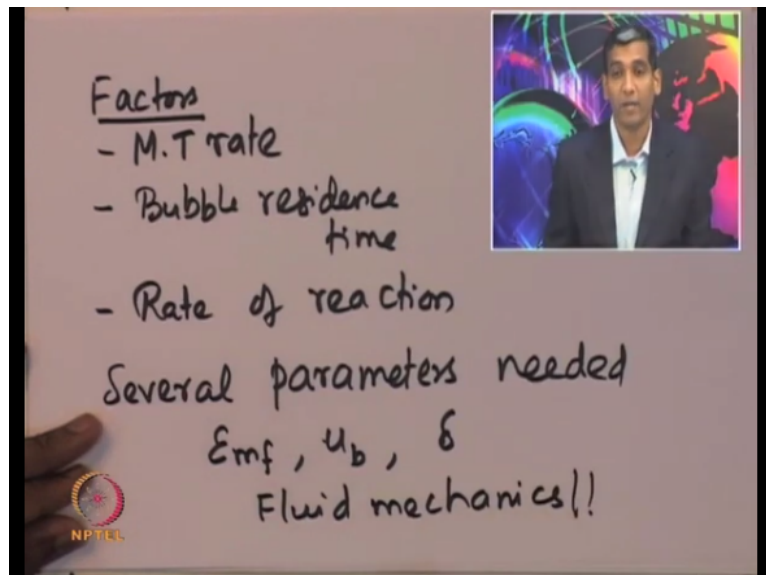 Factors
- M.T rate
- Bubble residence
time
- Rate of reaction
Several parameters needed
εmf, ub, δ
Fluid mechanics!!
NPTEL